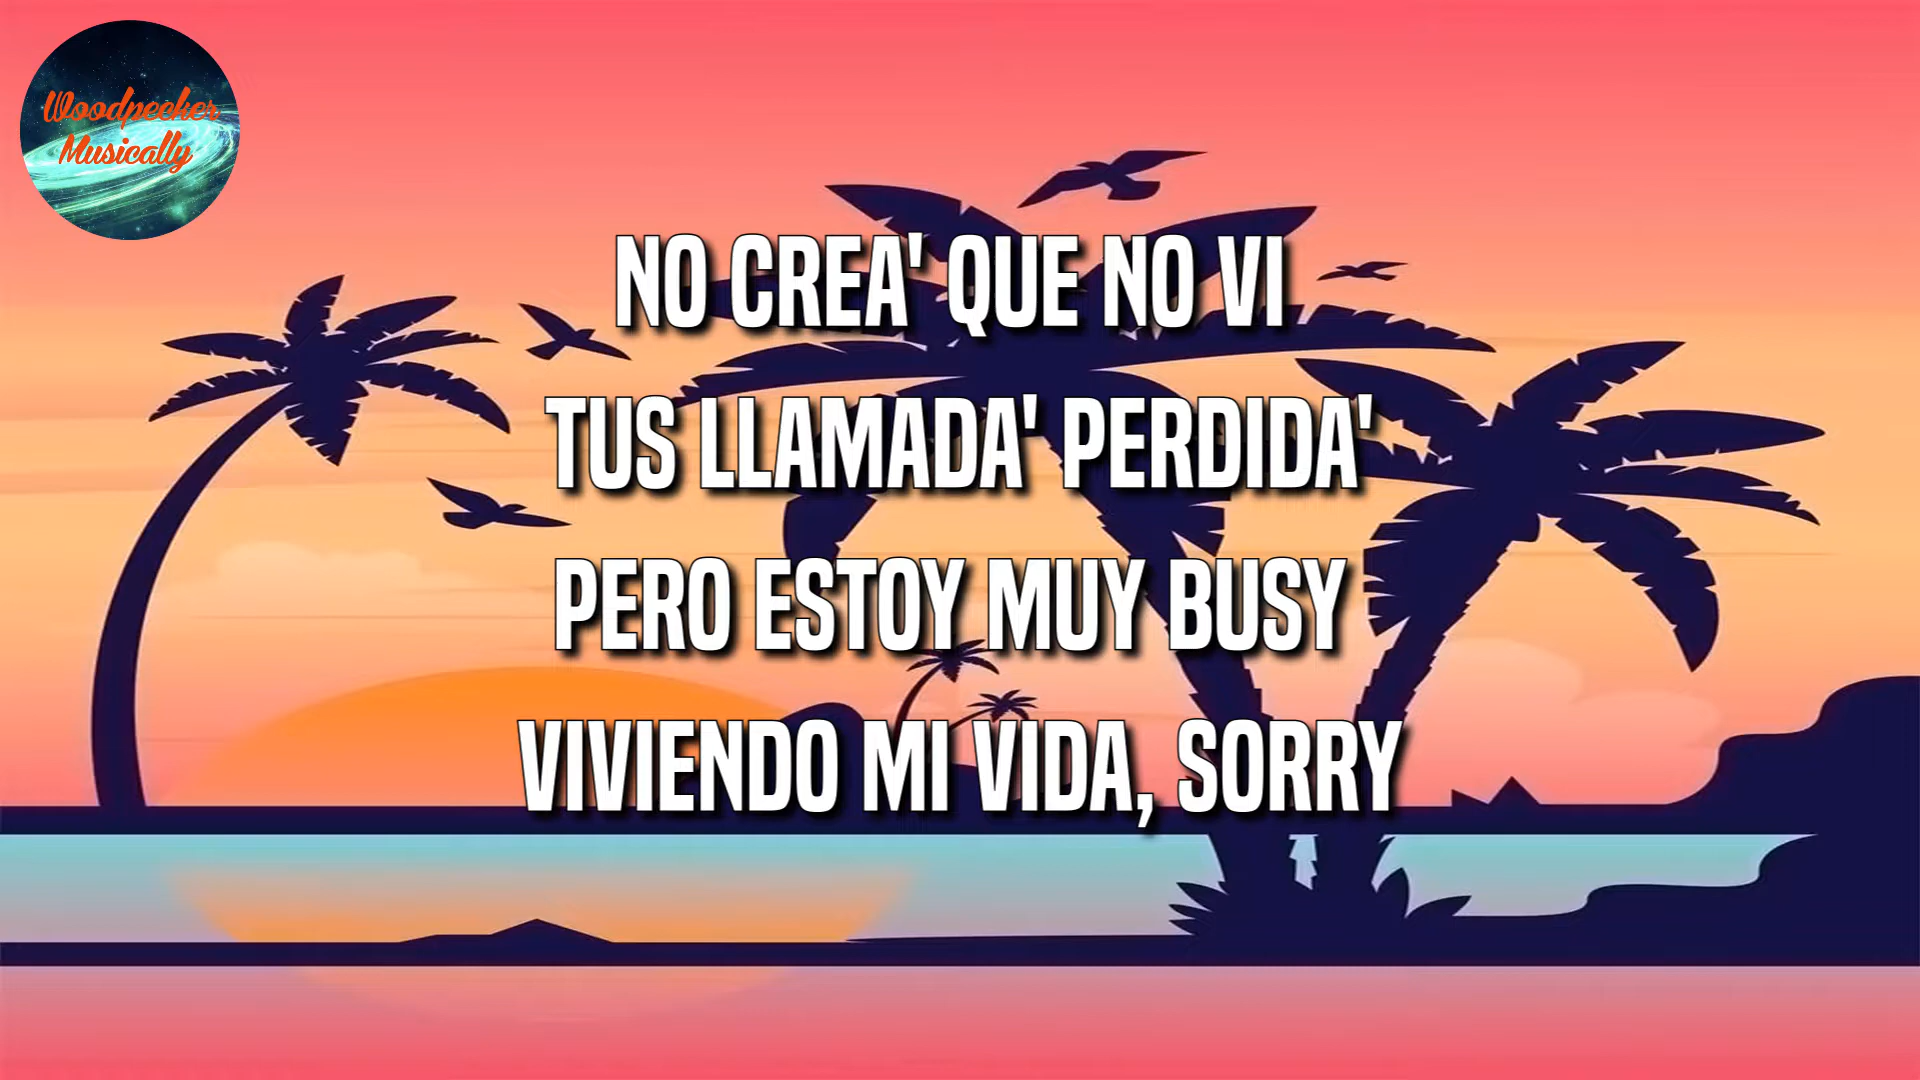 Woodpecker
Musically
NO CREA' QUE NO VI
TUS LLAMADA' PERDIDA'
PERO ESTOY MUY BUSY
VIVIENDO MI VIDA, SORRY